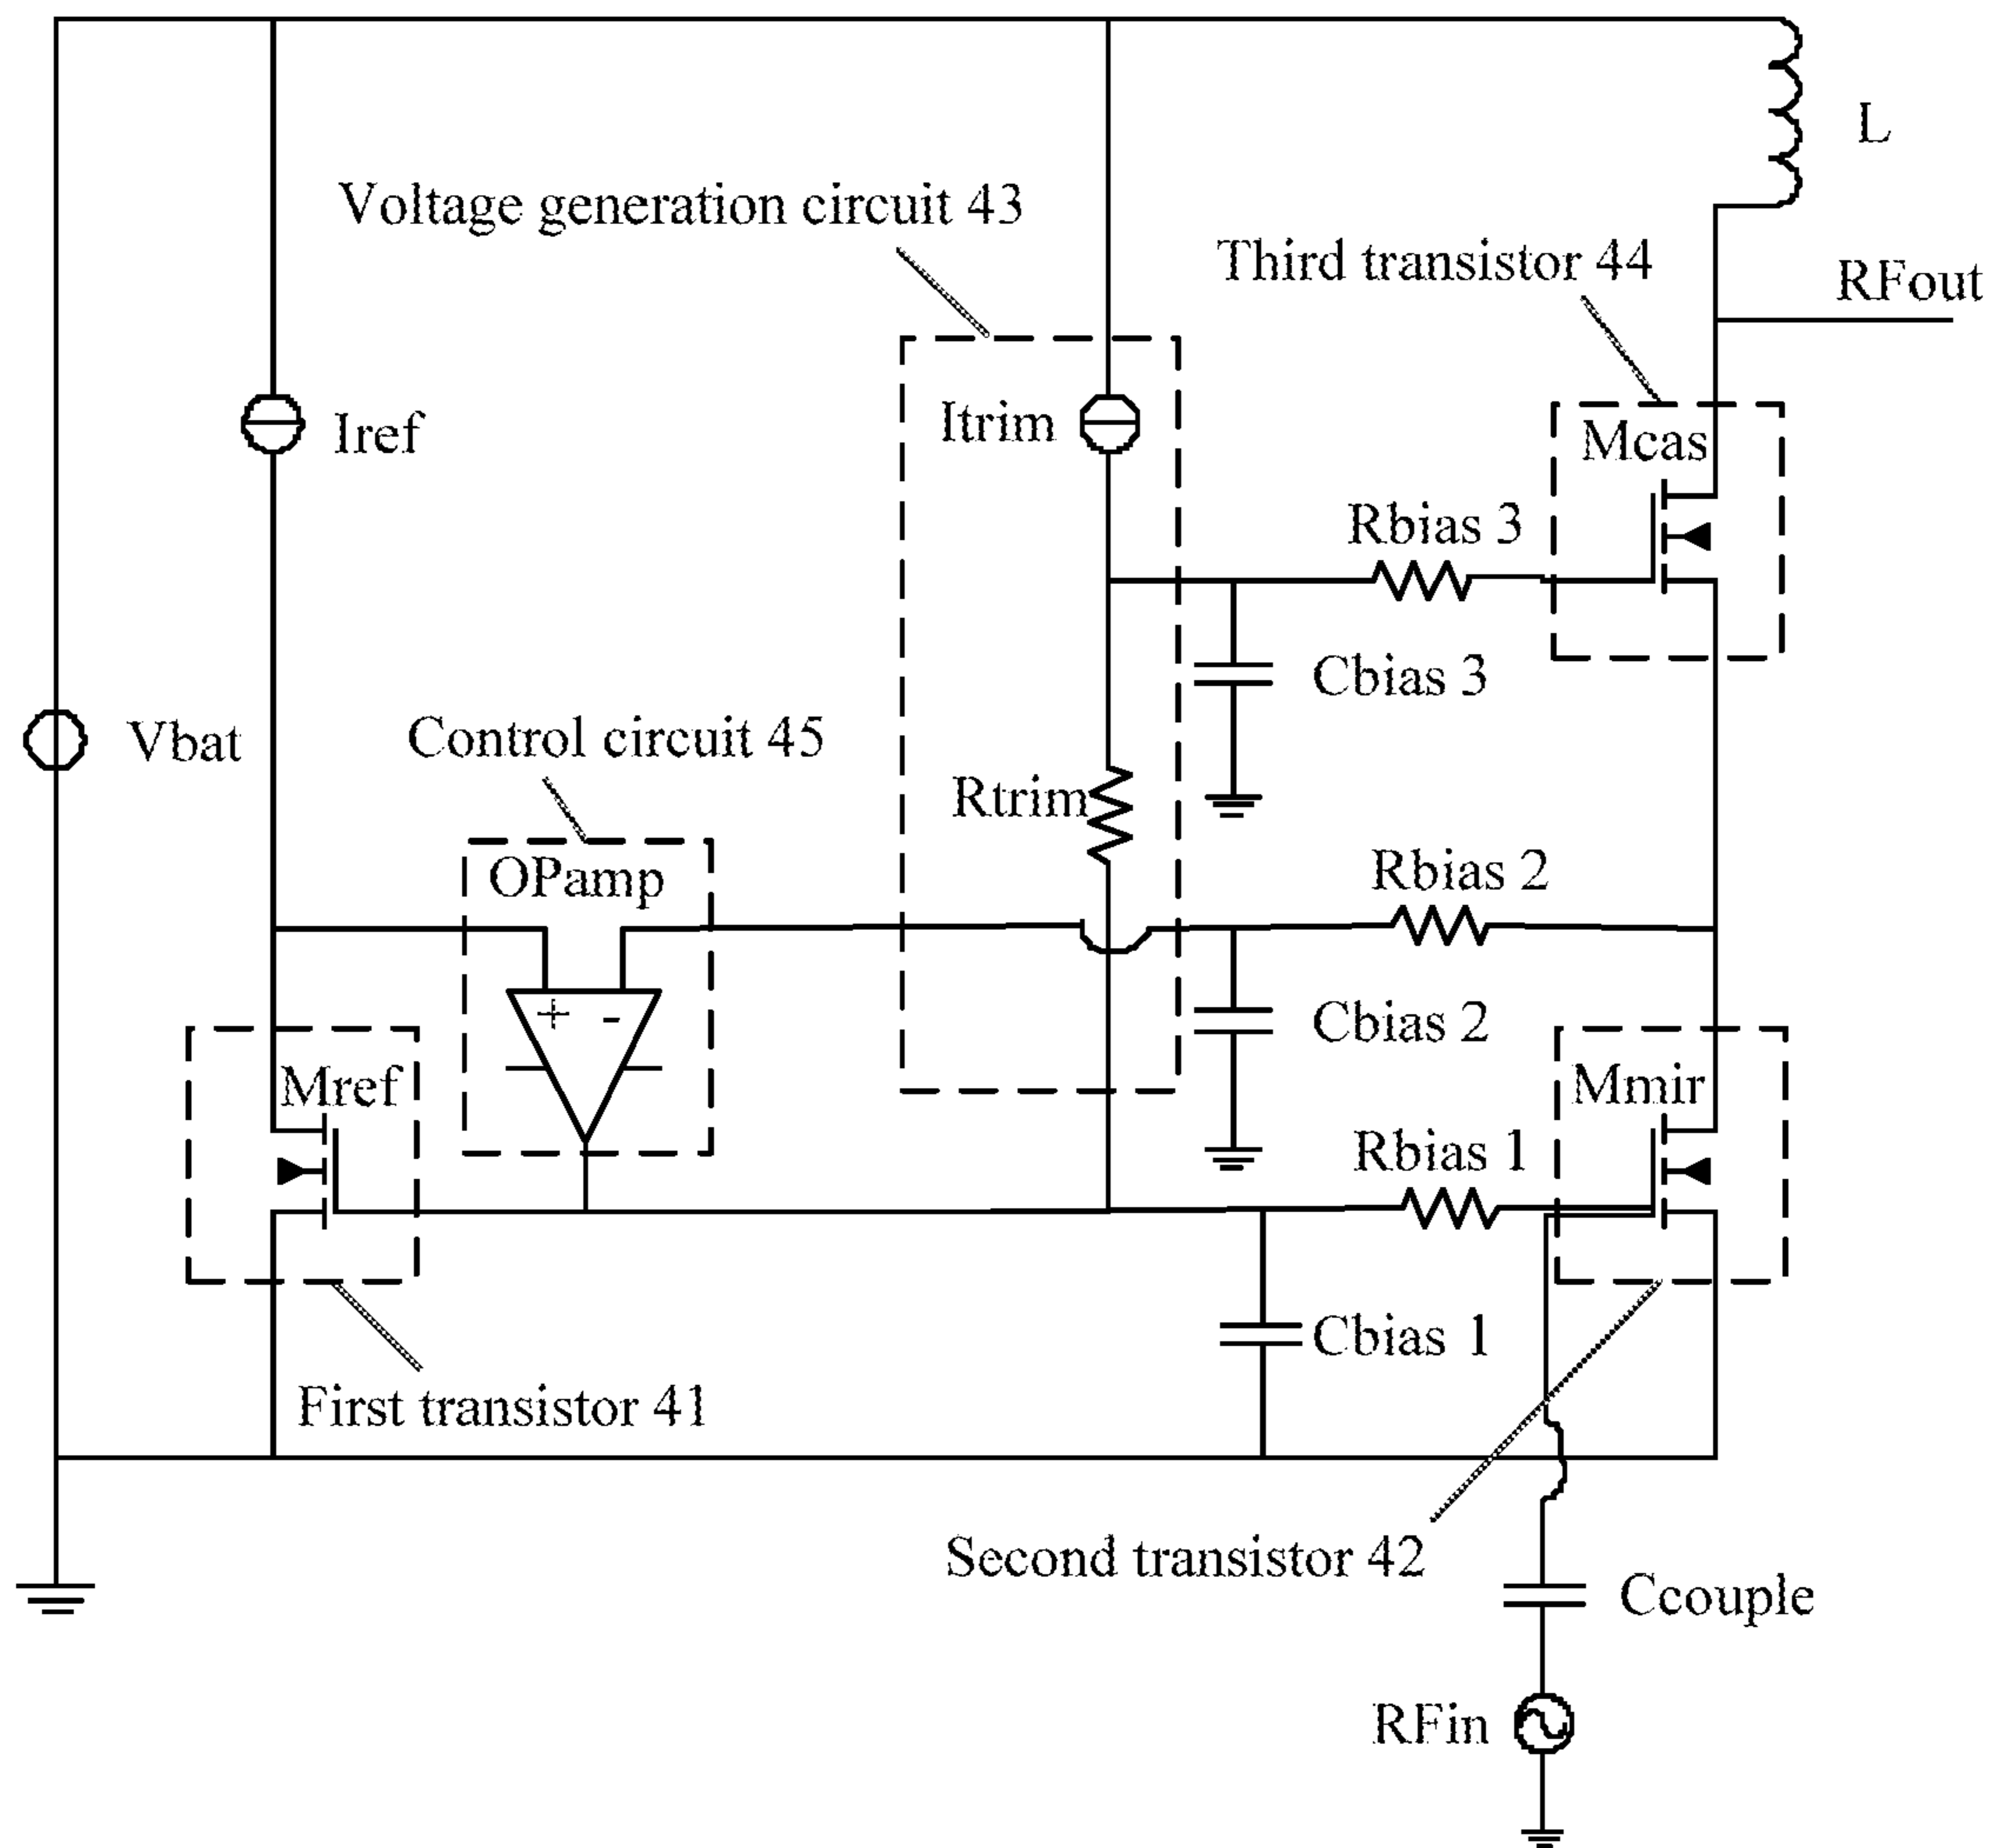 L
Voltage generation circuit 43
Third transistor 44
RFout
Iref
Itrim
Mcas
Rbias 3
Cbias 3
Vbat
Control circuit 45
Rtrim
OPamp
Rbias 2
+ -
Cbias 2
Mref
Mmir
Rbias 1
Cbias 1
First transistor 41
Second transistor 42
Ccouple
RFin